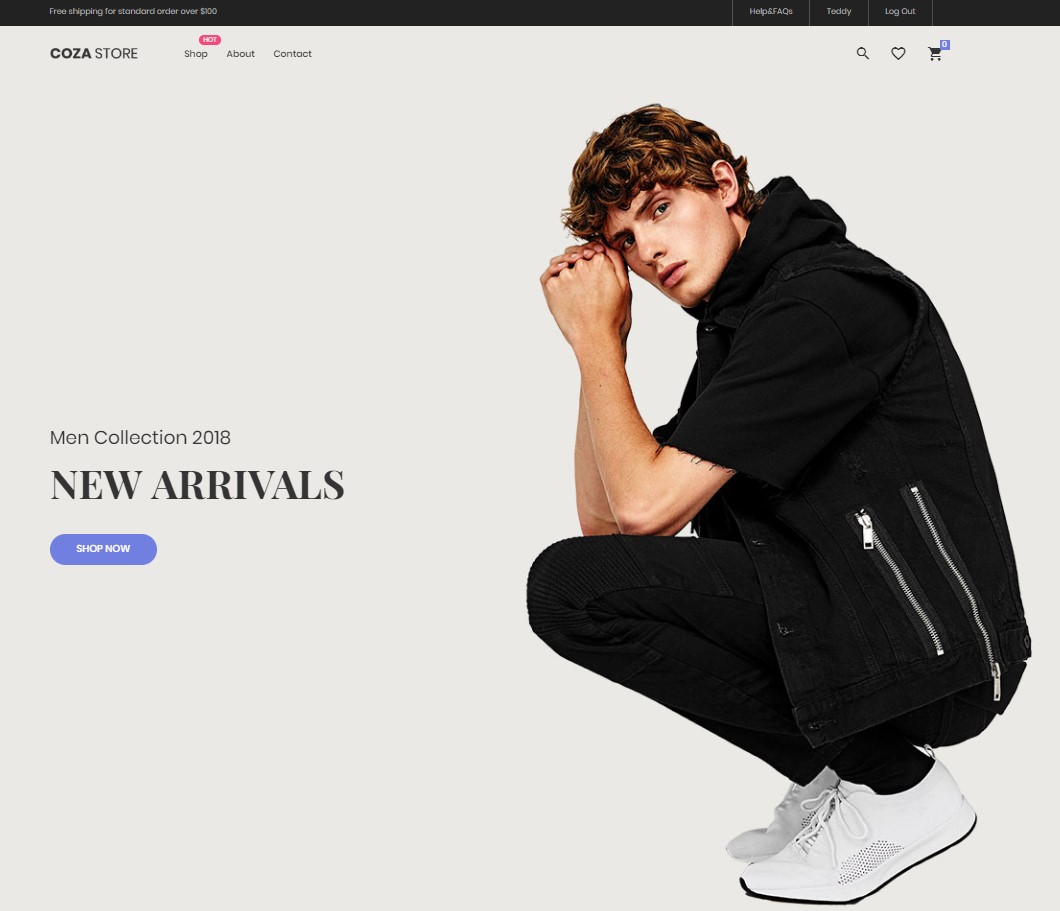 Free shipping for standard order over $100
Help&FAQs
Teddy
Log Out
COZA STORE
HOT
Shop
About
Contact
0
Men Collection 2018
NEW ARRIVALS
SHOP NOW